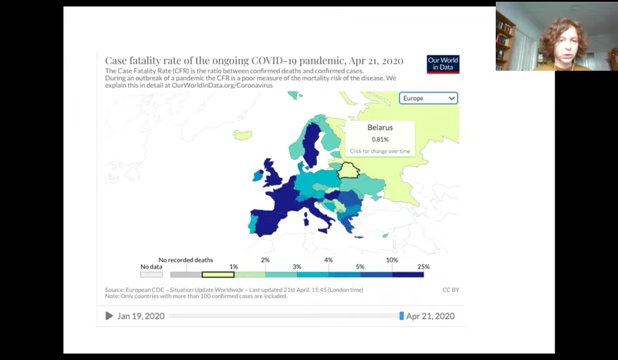 Case fatality rate of the ongoing COVID-19 pandemic, Apr 21, 2020
The Case Fatality Rate (CFR) is the ratio between confirmed deaths and confirmed cases.
During an outbreak of a pandemic the CFR is a poor measure of the mortality risk of the disease. We
explain this in detail at OurWorldInData.org/Coronavirus
Our World
in Data
Europe
Belarus
0.81%
Click for change over time
No data
No recorded deaths
1%
2%
3%
4%
5%
10%
25%
Source: European CDC – Situation Update Worldwide – Last updated 21st April, 11:45 (London time)
CC BY
Note: Only countries with more than 100 confirmed cases are included.
Jan 19, 2020
Apr 21, 2020